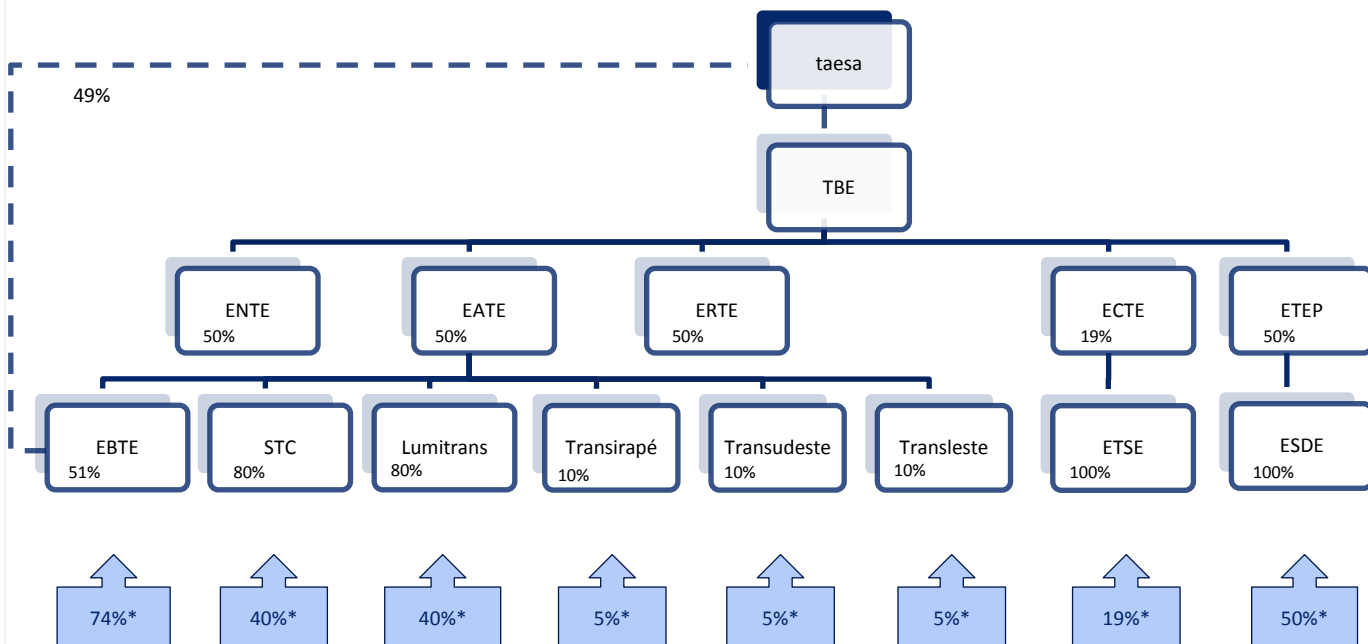 taesa
49%
TBE
ENTE
50%
EATE
50%
ERTE
50%
ECTE
19%
ETEP
50%
EBTE
51%
STC
80%
Lumitrans
80%
Transirapé
10%
Transudeste
10%
Transleste
10%
ETSE
100%
ESDE
100%
74%*
40%*
40%*
5%*
5%*
5%*
19%*
50%*